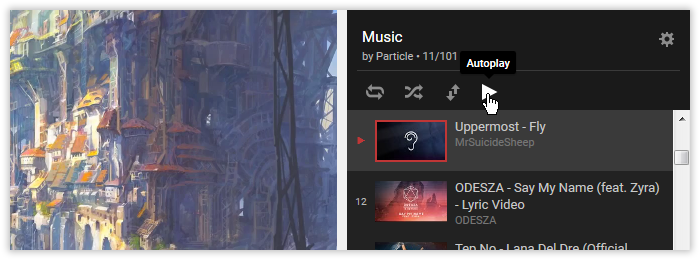 Music
by Particle • 11/101
Autoplay
Uppermost - Fly
MrSuicideSheep
12
ODESZA - Say My Name (feat. Zyra)
- Lyric Video
ODESZA
Ten No - Lana Del Dre (Official